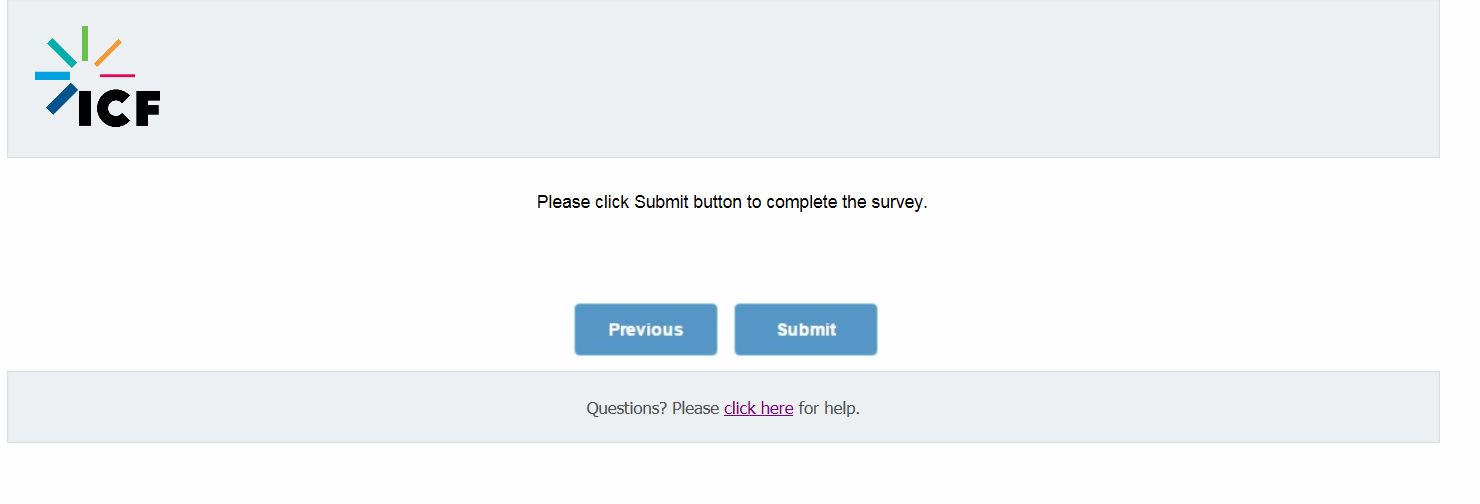 ICF
Please click Submit button to complete the survey.
Previous
Submit
Questions? Please click here for help.